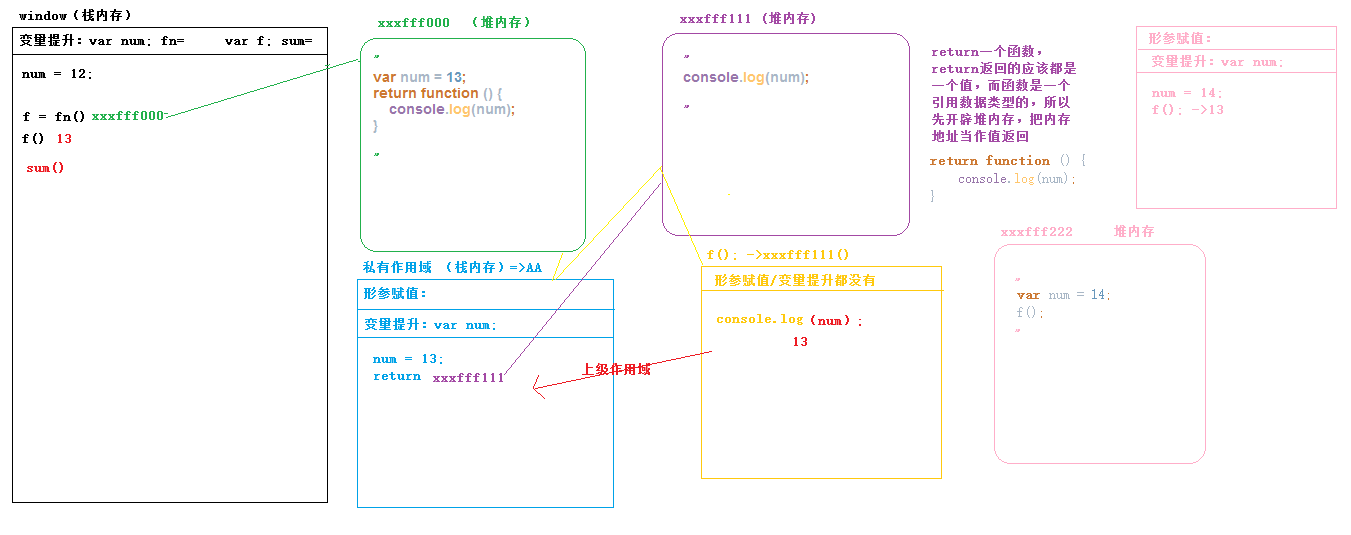 window（栈内存）
变量提升：var num; fn=     var f; sum=
num = 12;
f = fn() xxxfff000
f() 13
sum()
xxxfff000 （堆内存）
"
var num = 13;
return function () {
console.log(num);
}
"
私有作用域 （栈内存）=>AA
形参赋值：
变量提升：var num;
num = 13;
return xxxfff111
上级作用域
xxxfff111（堆内存）
"
console.log(num);
"
f(); ->xxxfff111()
形参赋值/变量提升都没有
console.log（num）;
13
return一个函数，
return返回的应该都是
一个值，而函数是一个
引用数据类型的，所以
先开辟堆内存，把内存
地址当作值返回
return function () {
console.log(num);
}
xxxfff222 堆内存
"
var num = 14;
f();
"
形参赋值：
变量提升：var num;
num = 14;
f(); ->13